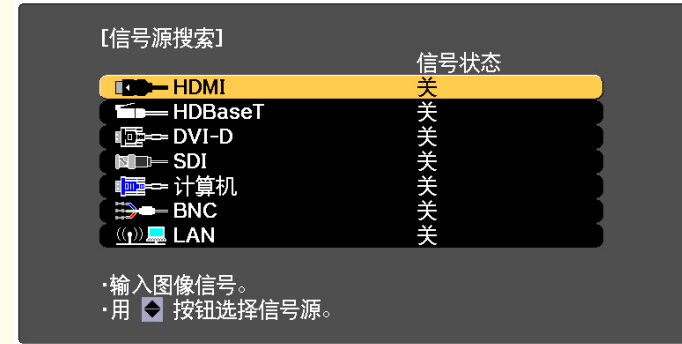 [信号源搜索]
信号状态
HDMI 关
HDBaseT 关
DVI-D 关
SDI 关
计算机 关
BNC 关
LAN 关
·输入图像信号。
·用 按钮选择信号源。